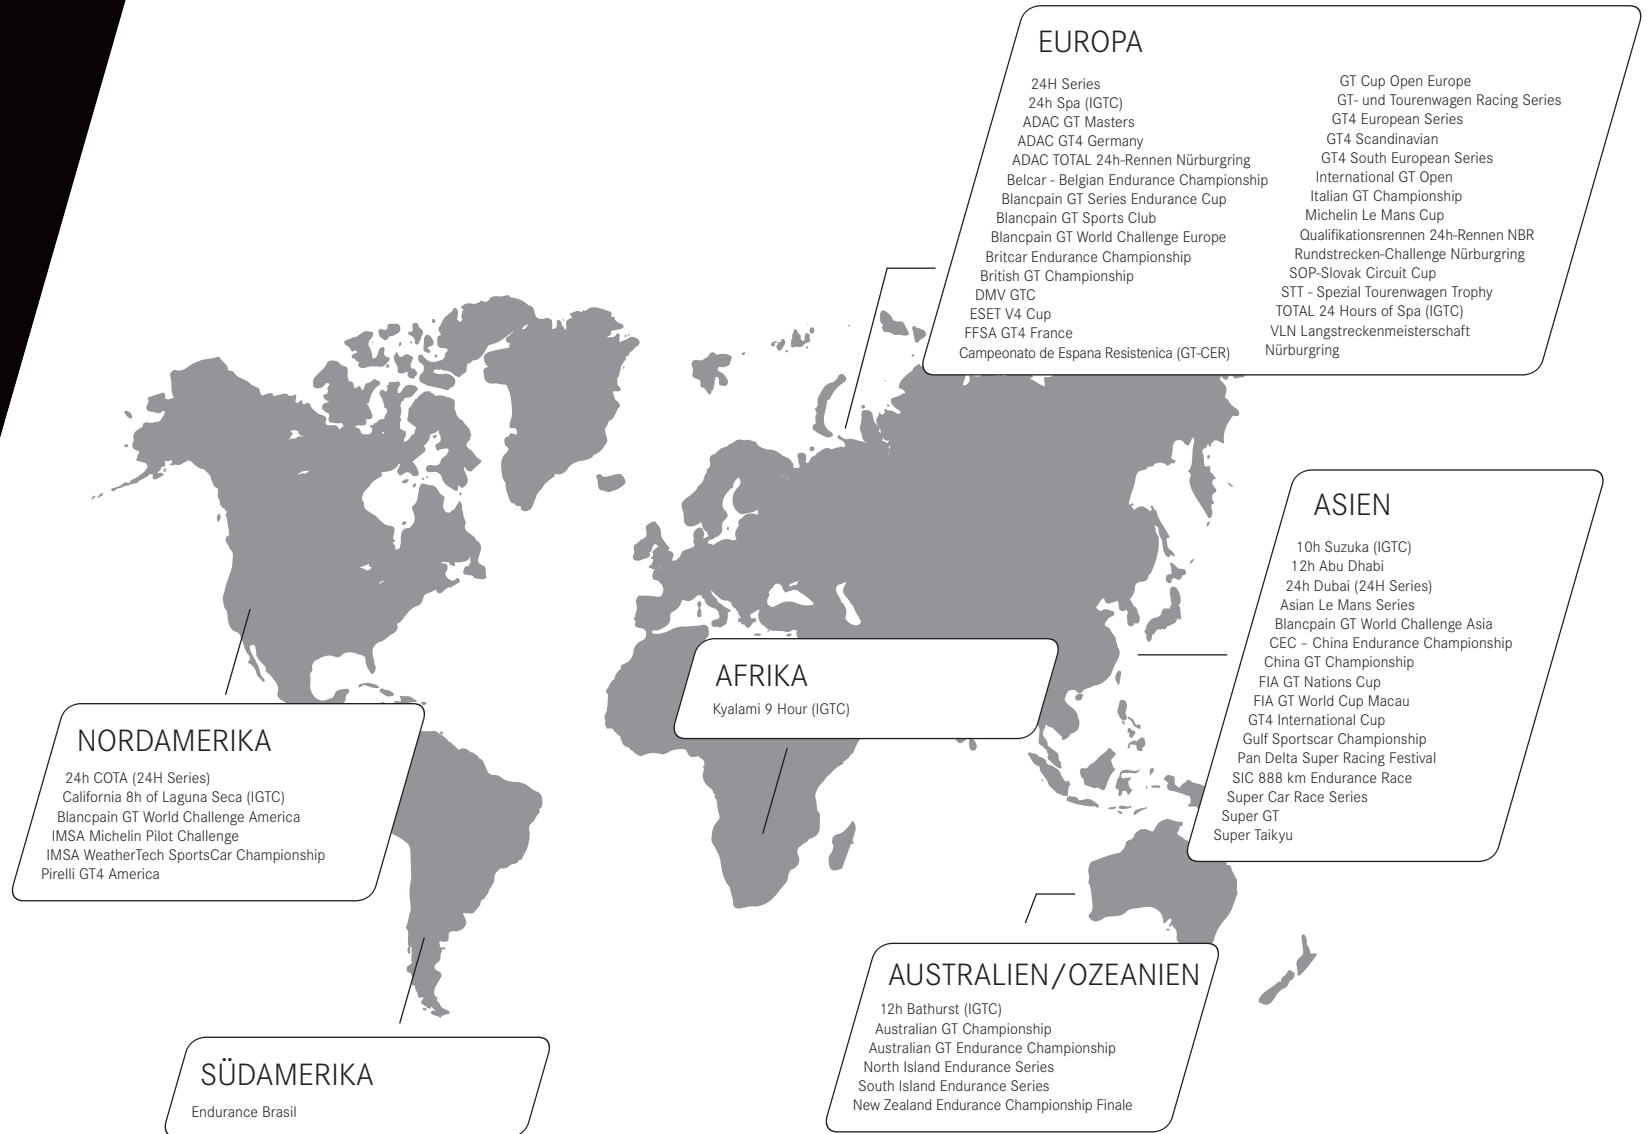 EUROPA
24H Series
24h Spa (IGTC)
ADAC GT Masters
ADAC GT4 Germany
ADAC TOTAL 24h-Rennen Nürburgring
Belcar - Belgian Endurance Championship
Blancpain GT Series Endurance Cup
Blancpain GT Sports Club
Blancpain GT World Challenge Europe
Britcar Endurance Championship
British GT Championship
DMV GTC
ESET V4 Cup
FFSA GT4 France
Campeonato de Espana Resistenica (GT-CER)
GT Cup Open Europe
GT- und Tourenwagen Racing Series
GT4 European Series
GT4 Scandinavian
GT4 South European Series
International GT Open
Italian GT Championship
Michelin Le Mans Cup
Qualifikationsrennen 24h-Rennen NBR
Rundstrecken-Challenge Nürburgring
SOP-Slovak Circuit Cup
STT - Spezial Tourenwagen Trophy
TOTAL 24 Hours of Spa (IGTC)
VLN Langstreckenmeisterschaft
Nürburgring
ASIEN
10h Suzuka (IGTC)
12h Abu Dhabi
24h Dubai (24H Series)
Asian Le Mans Series
Blancpain GT World Challenge Asia
CEC – China Endurance Championship
China GT Championship
FIA GT Nations Cup
FIA GT World Cup Macau
GT4 International Cup
Gulf Sportscar Championship
Pan Delta Super Racing Festival
SIC 888 km Endurance Race
Super Car Race Series
Super GT
Super Taikyu
AFRIKA
Kyalami 9 Hour (IGTC)
NORDAMERIKA
24h COTA (24H Series)
California 8h of Laguna Seca (IGTC)
Blancpain GT World Challenge America
IMSA Michelin Pilot Challenge
IMSA WeatherTech SportsCar Championship
Pirelli GT4 America
AUSTRALIEN/OZEANIEN
12h Bathurst (IGTC)
Australian GT Championship
Australian GT Endurance Championship
North Island Endurance Series
South Island Endurance Series
New Zealand Endurance Championship Finale
SÜDAMERIKA
Endurance Brasil